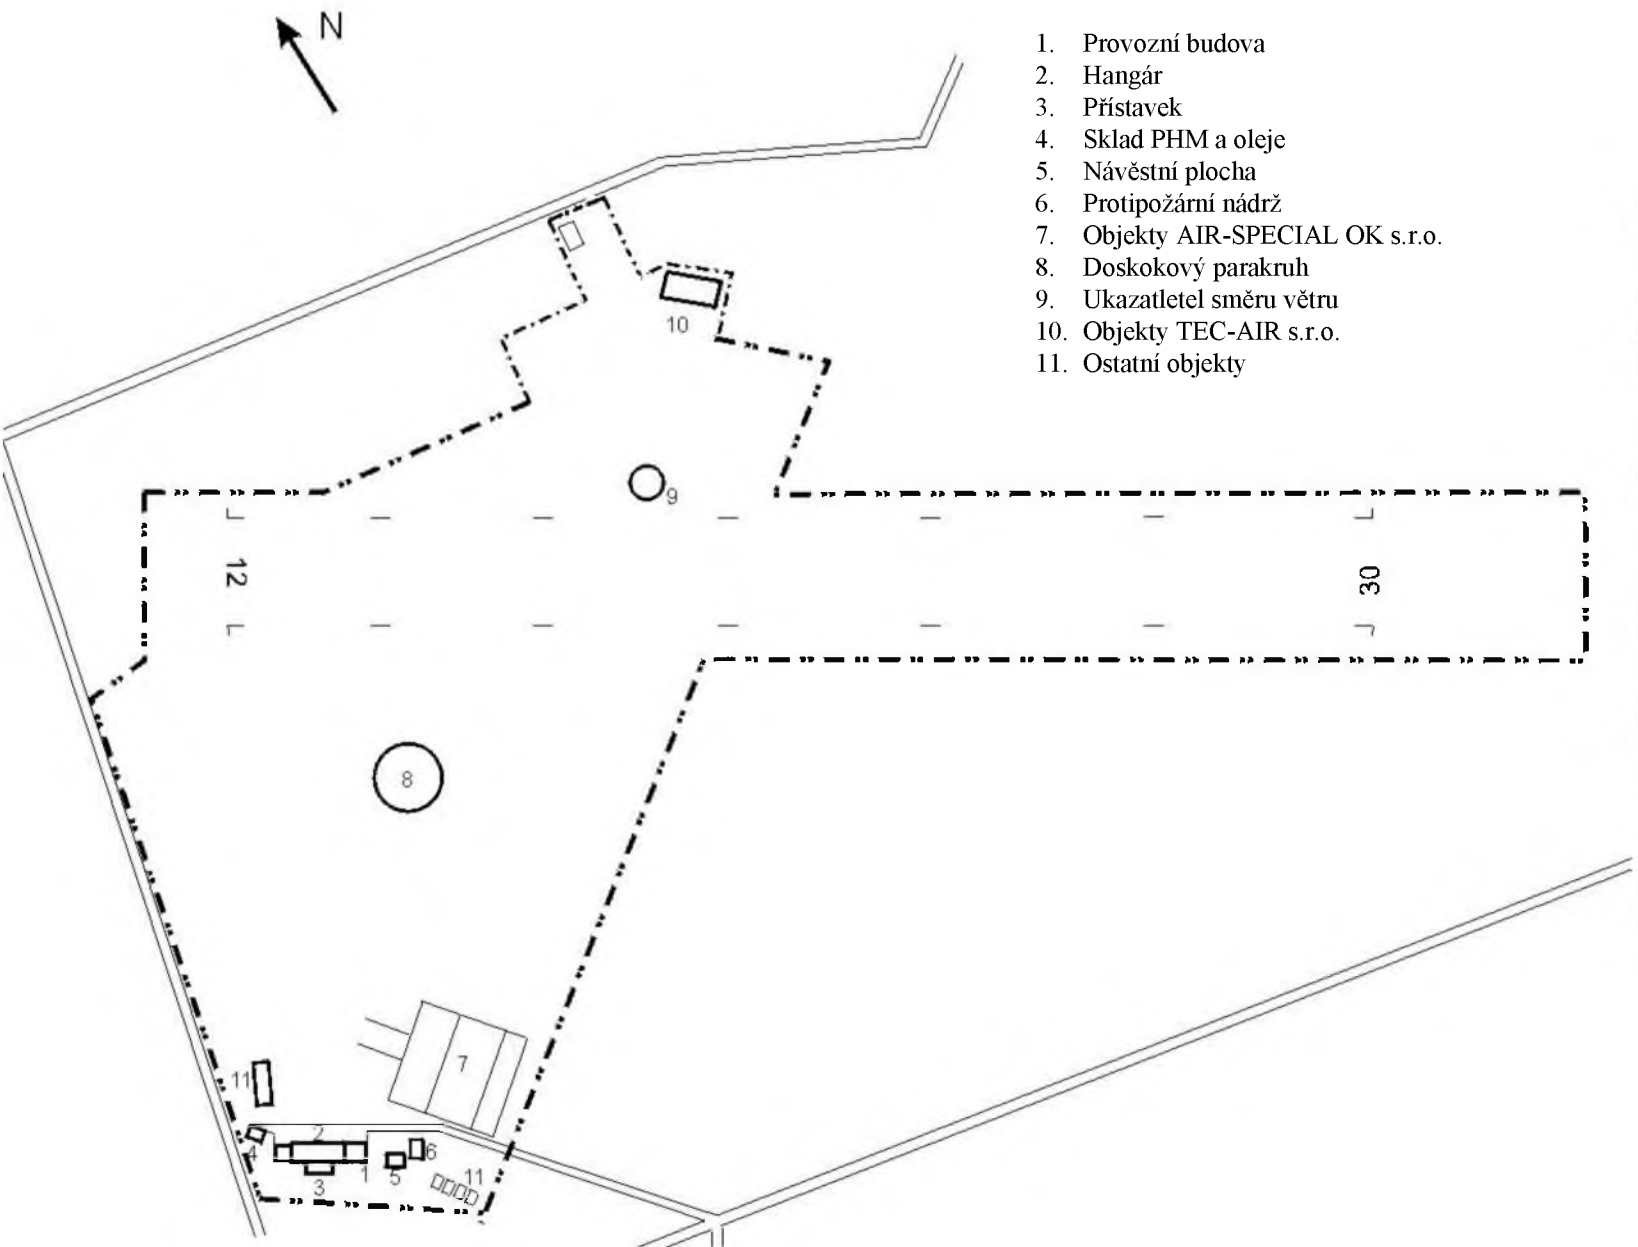 N
1. Provozní budova
2. Hangár
3. Přístavek
4. Sklad PHM a oleje
5. Návěstní plocha
6. Protipožární nádrž
7. Objekty AIR-SPECIAL OK s.r.o.
8. Doskokový parakruh
9. Ukazatletel směru větru
10. Objekty TEC-AIR s.r.o.
11. Ostatní objekty
10
9
12
30
8
7
11
2
4
6
1
5
11
3